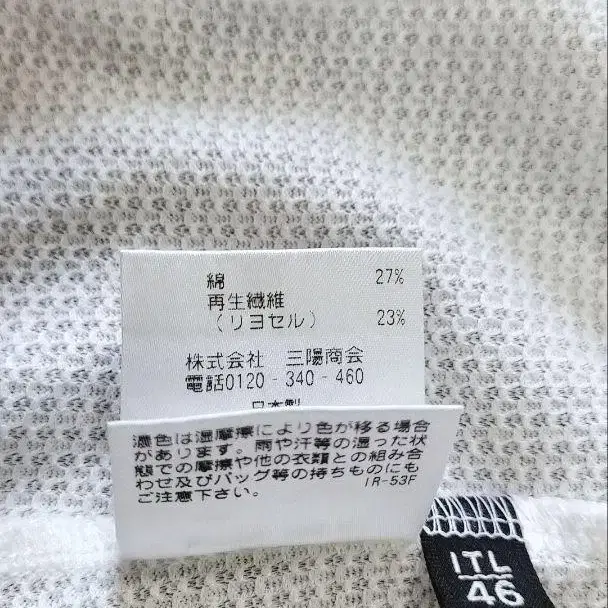 綿 27%
再生繊維
（リヨセル） 23%
株式会社 三陽商会
電話0120-340-460
日本製
濃色は湿摩擦により色が移る場合
があります。雨や汗等の湿った状
態での摩擦や他の衣類との組み合
わせ及びバッグ等の持ちものにも
ご注意下さい。 IR-53F
ITL
46